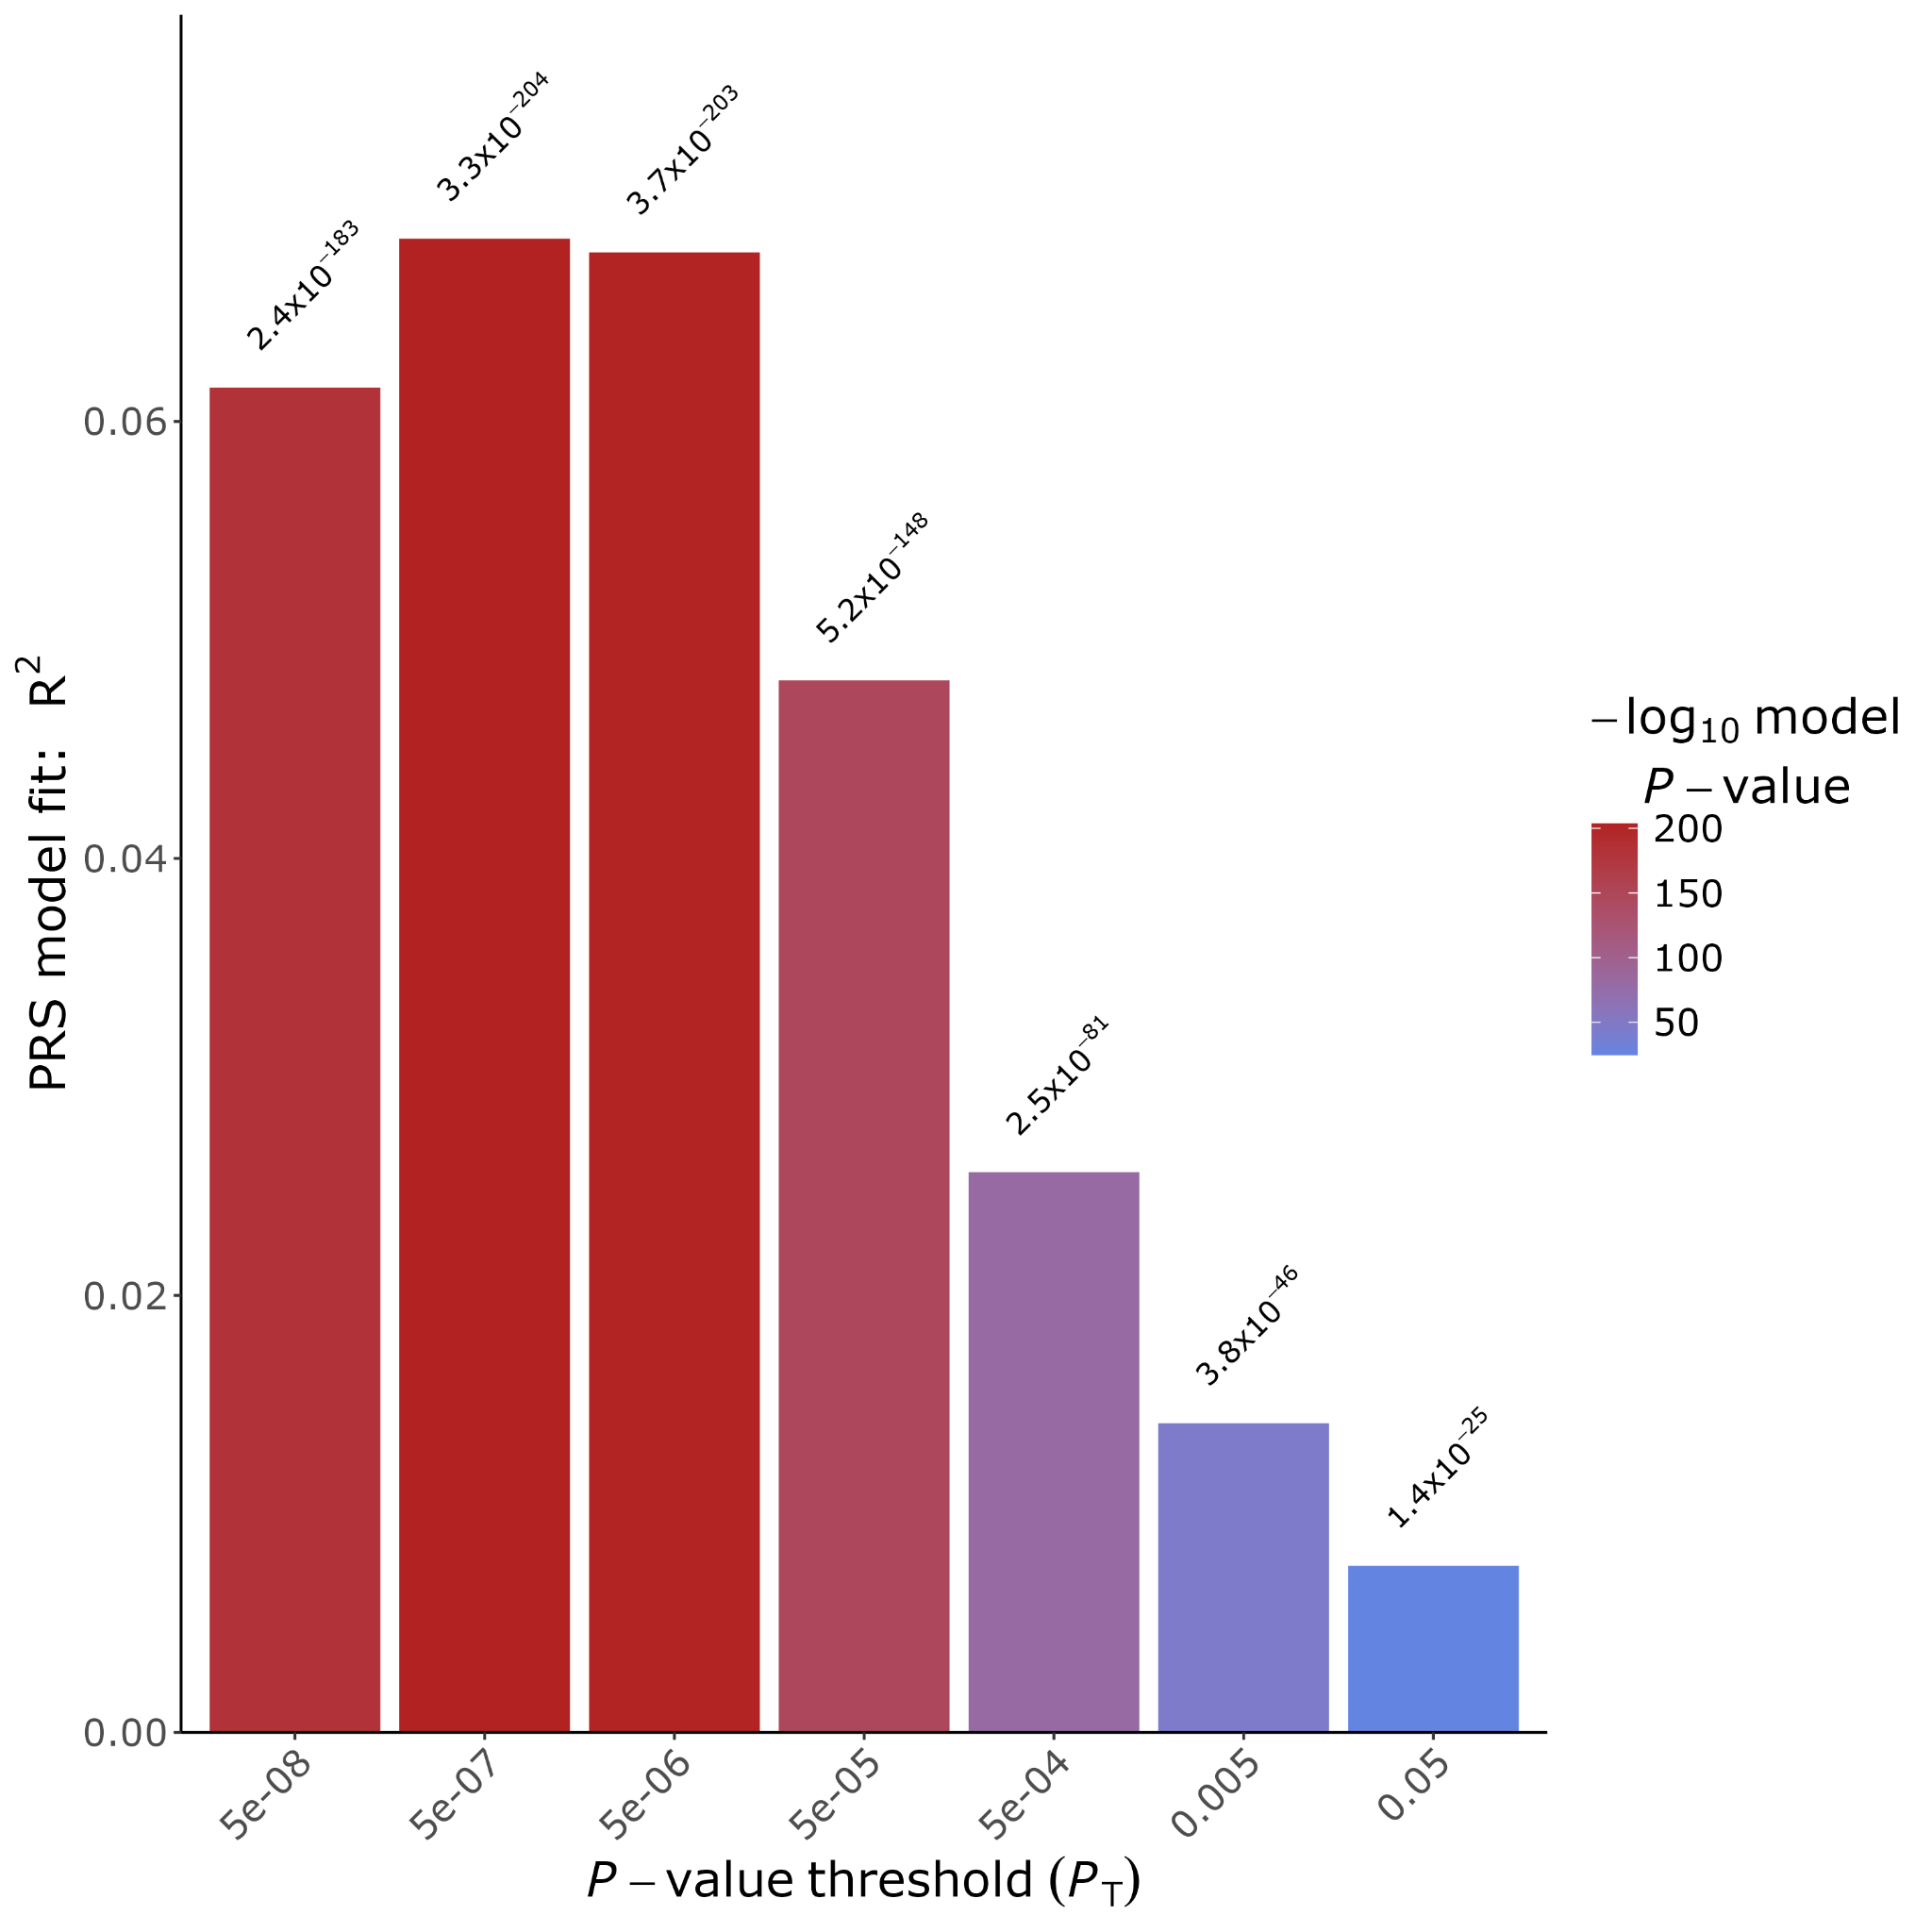 3.3x10⁻²⁰⁴
3.7x10⁻²⁰³
2.4x10⁻¹⁸³
5.2x10⁻¹⁴⁸
2.5x10⁻⁸¹
3.8x10⁻⁴⁶
1.4x10⁻²⁵
PRS model fit: R²
0.06
0.04
0.02
0.00
5e-08
5e-07
5e-06
5e-05
5e-04
0.005
0.05
P – value threshold (P_T)
– log₁₀ model
P – value
200
150
100
50